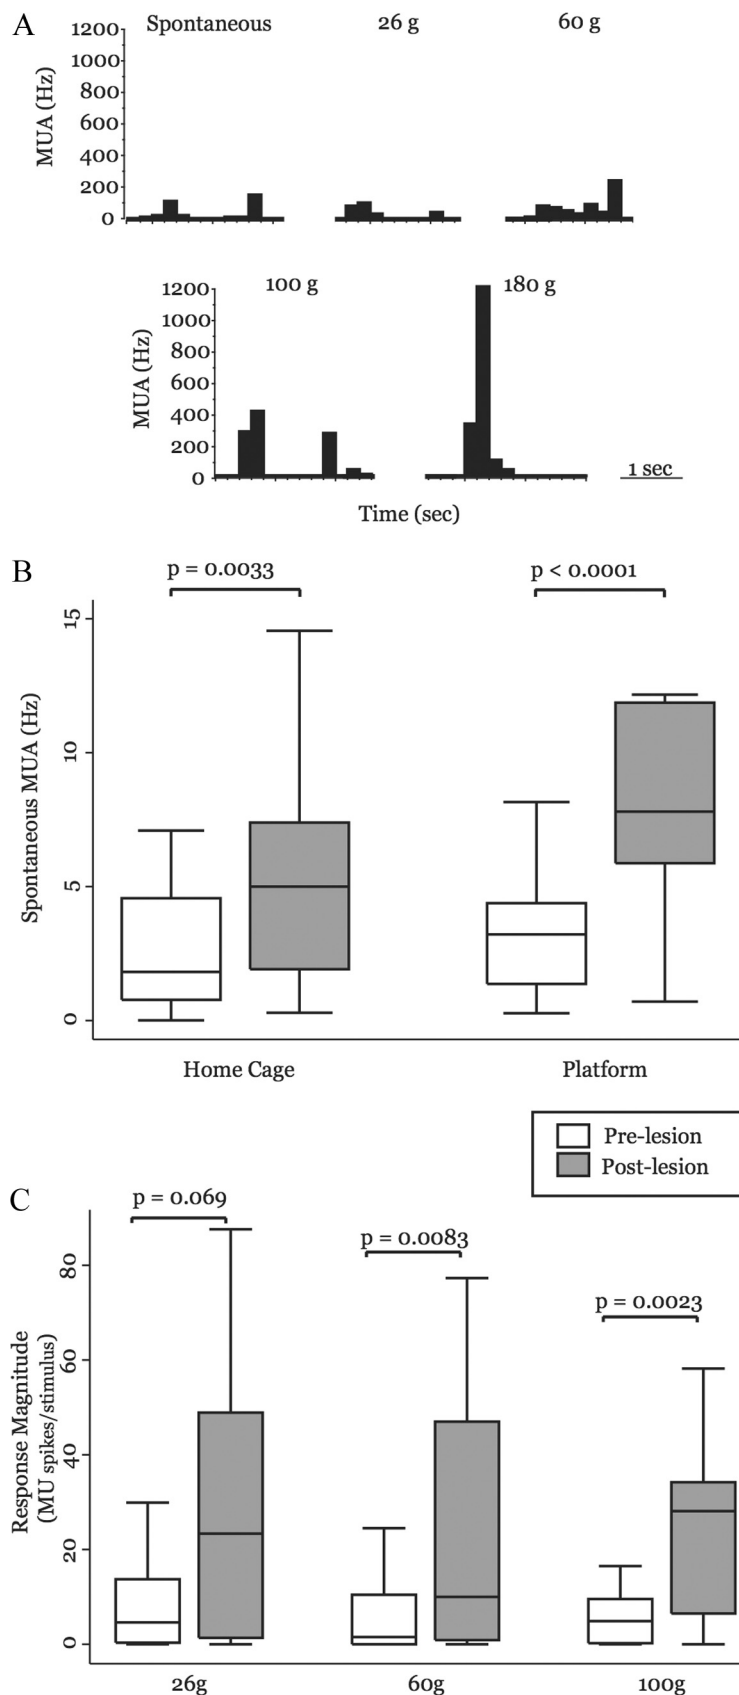 A
Spontaneous 26 g 60 g
MUA (Hz)
1200
1000
800
600
400
200
0
100 g 180 g
MUA (Hz)
1200
1000
800
600
400
200
0
1 sec
Time (sec)
B
p = 0.0033 p < 0.0001
Spontaneous MUA (Hz)
15
10
5
0
Home Cage Platform
Pre-lesion
Post-lesion
C
p = 0.069
p = 0.0083
p = 0.0023
Response Magnitude
(MU spikes/stimulus)
80
60
40
20
0
26g 60g 100g